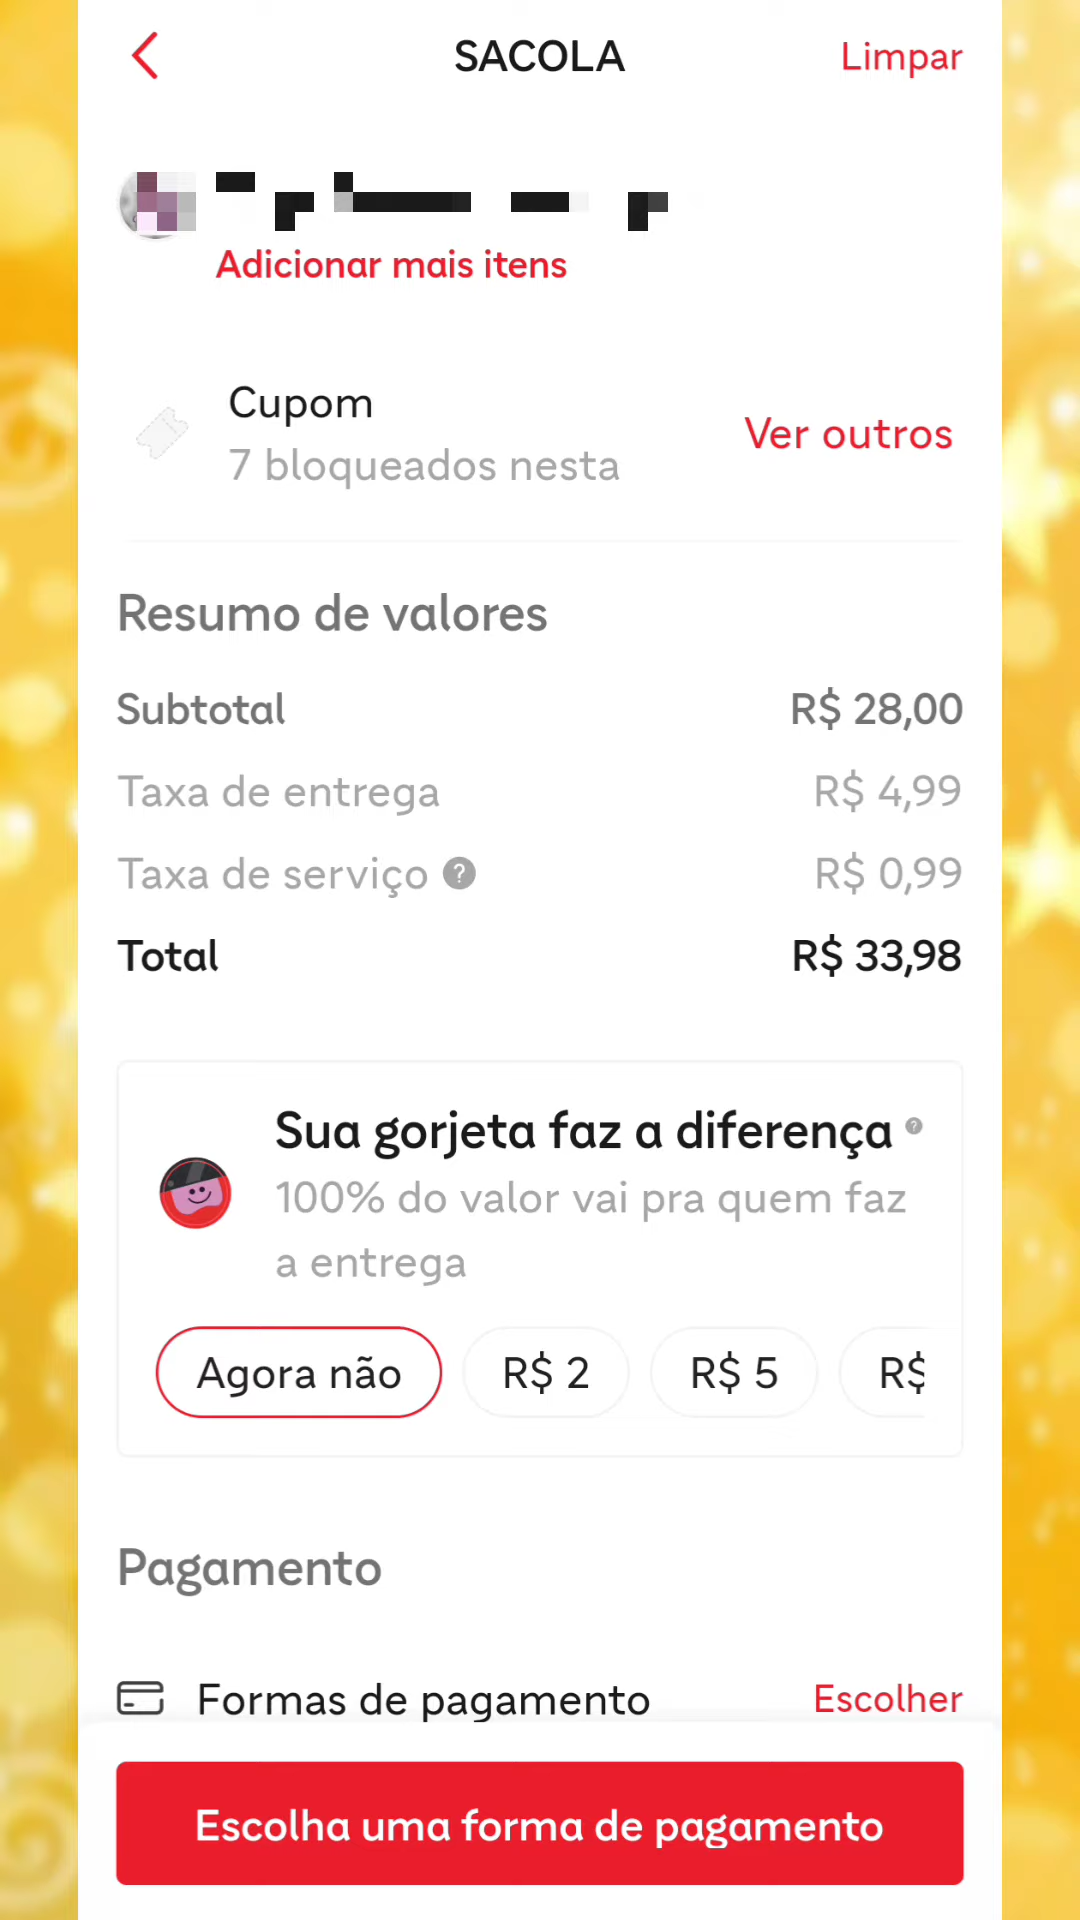 SACOLA
Limpar
Adicionar mais itens
Cupom
7 bloqueados nesta
Ver outros
Resumo de valores
Subtotal R$ 28,00
Taxa de entrega R$ 4,99
Taxa de serviço ? R$ 0,99
Total R$ 33,98
Sua gorjeta faz a diferença ?
100% do valor vai pra quem faz
a entrega
Agora não R$ 2 R$ 5 R$
Pagamento
Formas de pagamento Escolher
Escolha uma forma de pagamento